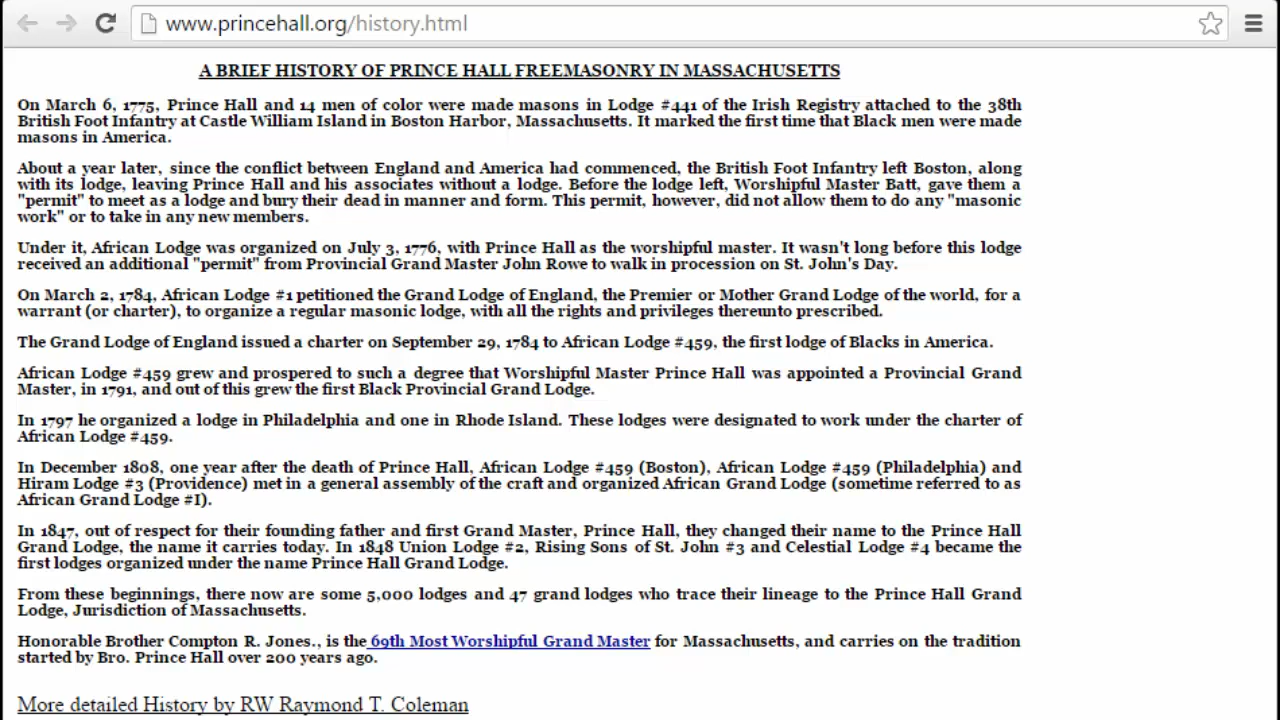 www.princehall.org/history.html
A BRIEF HISTORY OF PRINCE HALL FREEMASONRY IN MASSACHUSETTS
On March 6, 1775, Prince Hall and 14 men of color were made masons in Lodge #441 of the Irish Registry attached to the 38th
British Foot Infantry at Castle William Island in Boston Harbor, Massachusetts. It marked the first time that Black men were made
masons in America.
About a year later, since the conflict between England and America had commenced, the British Foot Infantry left Boston, along
with its lodge, leaving Prince Hall and his associates without a lodge. Before the lodge left, Worshipful Master Batt, gave them a
"permit" to meet as a lodge and bury their dead in manner and form. This permit, however, did not allow them to do any "masonic
work" or to take in any new members.
Under it, African Lodge was organized on July 3, 1776, with Prince Hall as the worshipful master. It wasn't long before this lodge
received an additional "permit" from Provincial Grand Master John Rowe to walk in procession on St. John's Day.
On March 2, 1784, African Lodge #1 petitioned the Grand Lodge of England, the Premier or Mother Grand Lodge of the world, for a
warrant (or charter), to organize a regular masonic lodge, with all the rights and privileges thereunto prescribed.
The Grand Lodge of England issued a charter on September 29, 1784 to African Lodge #459, the first lodge of Blacks in America.
African Lodge #459 grew and prospered to such a degree that Worshipful Master Prince Hall was appointed a Provincial Grand
Master, in 1791, and out of this grew the first Black Provincial Grand Lodge.
In 1797 he organized a lodge in Philadelphia and one in Rhode Island. These lodges were designated to work under the charter of
African Lodge #459.
In December 1808, one year after the death of Prince Hall, African Lodge #459 (Boston), African Lodge #459 (Philadelphia) and
Hiram Lodge #3 (Providence) met in a general assembly of the craft and organized African Grand Lodge (sometime referred to as
African Grand Lodge #I).
In 1847, out of respect for their founding father and first Grand Master, Prince Hall, they changed their name to the Prince Hall
Grand Lodge, the name it carries today. In 1848 Union Lodge #2, Rising Sons of St. John #3 and Celestial Lodge #4 became the
first lodges organized under the name Prince Hall Grand Lodge.
From these beginnings, there now are some 5,000 lodges and 47 grand lodges who trace their lineage to the Prince Hall Grand
Lodge, Jurisdiction of Massachusetts.
Honorable Brother Compton R. Jones., is the 69th Most Worshipful Grand Master for Massachusetts, and carries on the tradition
started by Bro. Prince Hall over 200 years ago.
More detailed History by RW Raymond T. Coleman